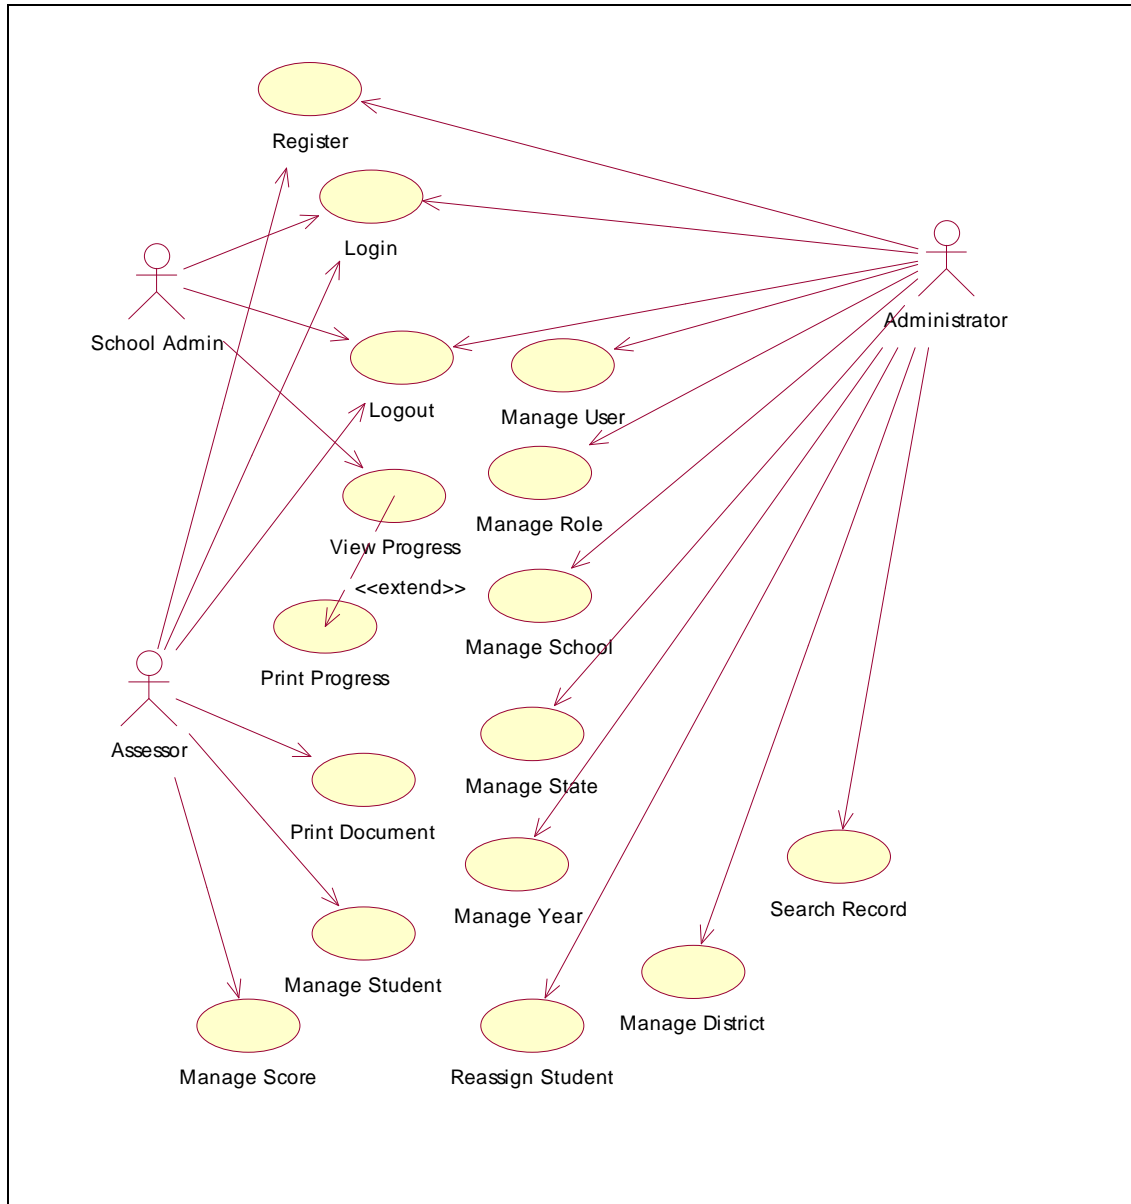 Register
Login
School Admin
Administrator
Logout
Manage User
View Progress
Manage Role
<<extend>>
Print Progress
Manage School
Assessor
Manage State
Print Document
Manage Year
Search Record
Manage Student
Manage District
Manage Score
Reassign Student